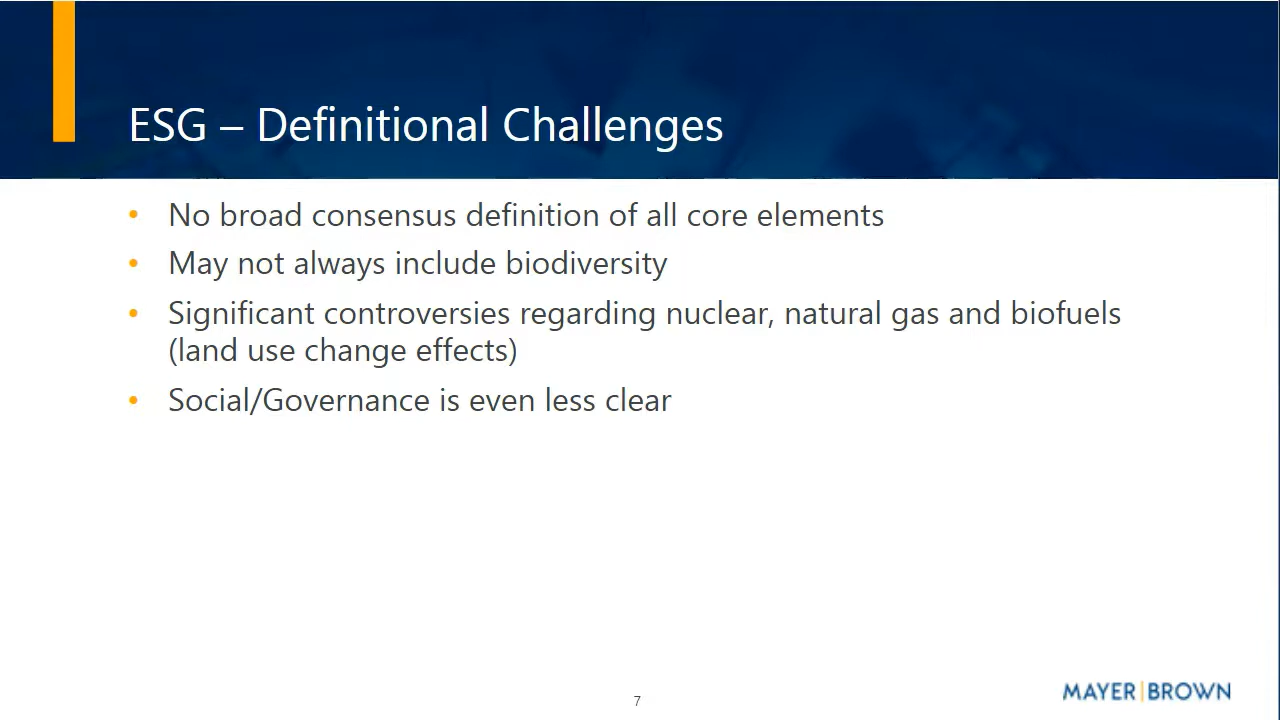 ESG – Definitional Challenges
• No broad consensus definition of all core elements
• May not always include biodiversity
• Significant controversies regarding nuclear, natural gas and biofuels
(land use change effects)
• Social/Governance is even less clear
7
MAYER|BROWN